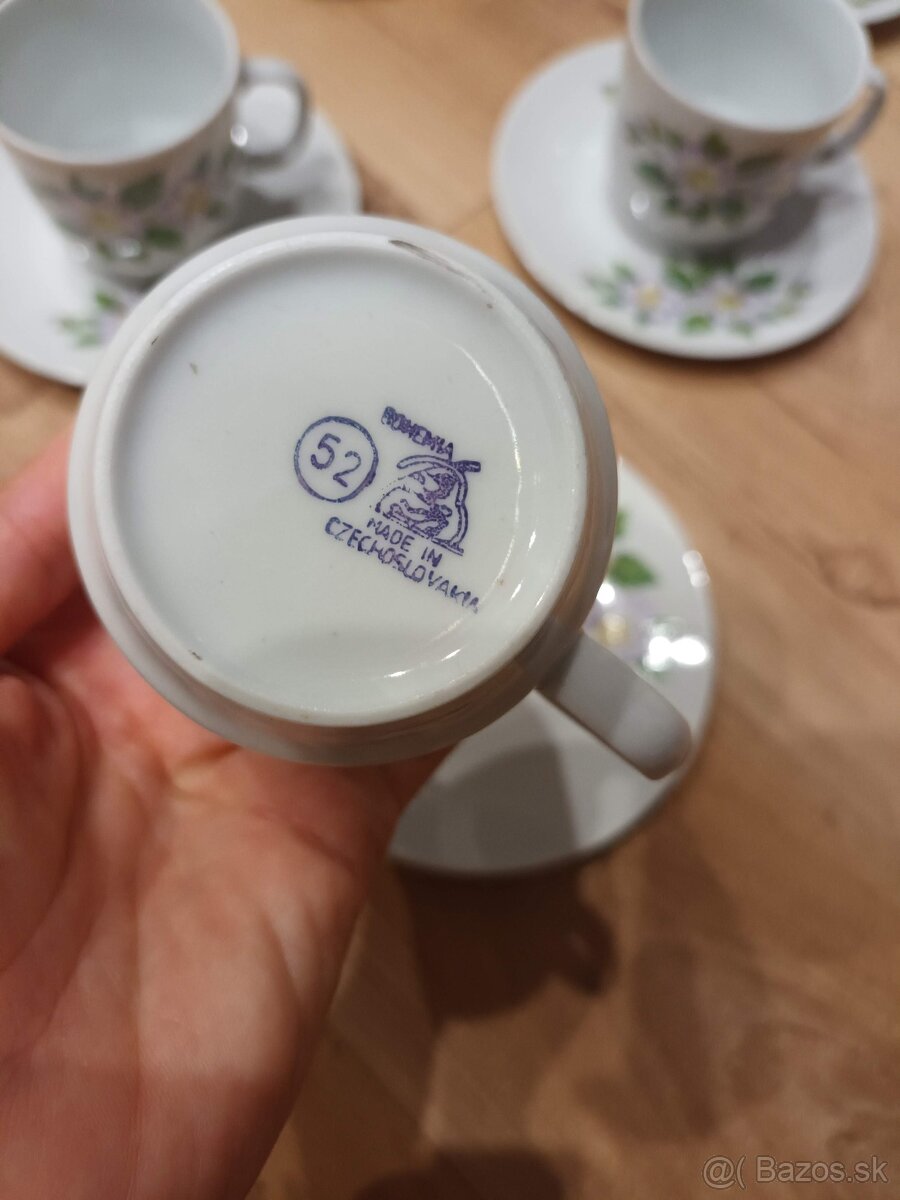 BOHEMIA
52
MADE IN
CZECHOSLOVAKIA
@( Bazos.sk